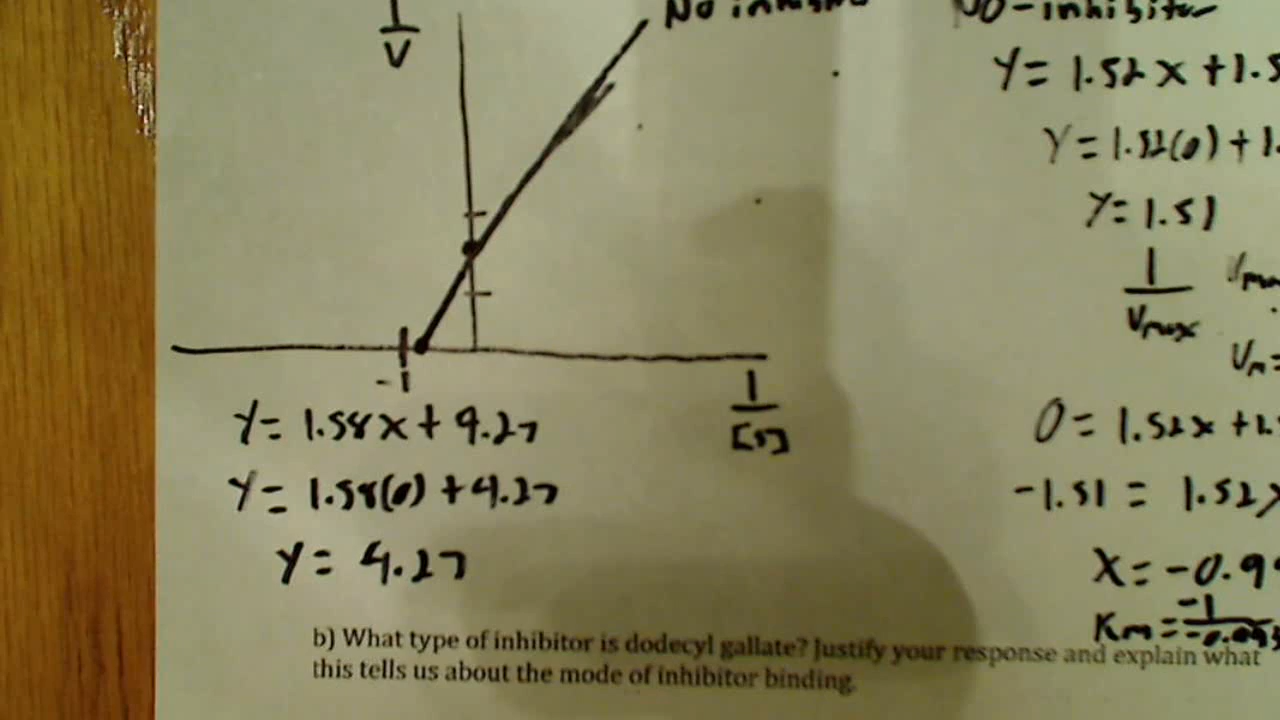 1
V
No
No-inhibitor
Y = 1.52x + 1.5
Y = 1.52(0) + 1.
Y = 1.51
1
Vmax
-1
1
[S]
Y = 1.58x + 4.27
Y = 1.58(0) + 4.27
Y = 4.27
0 = 1.52x + 1.
-1.51 = 1.52x
X = -0.99
Km = -1
b) What type of inhibitor is dodecyl gallate? Justify your response and explain what
this tells us about the mode of inhibitor binding.